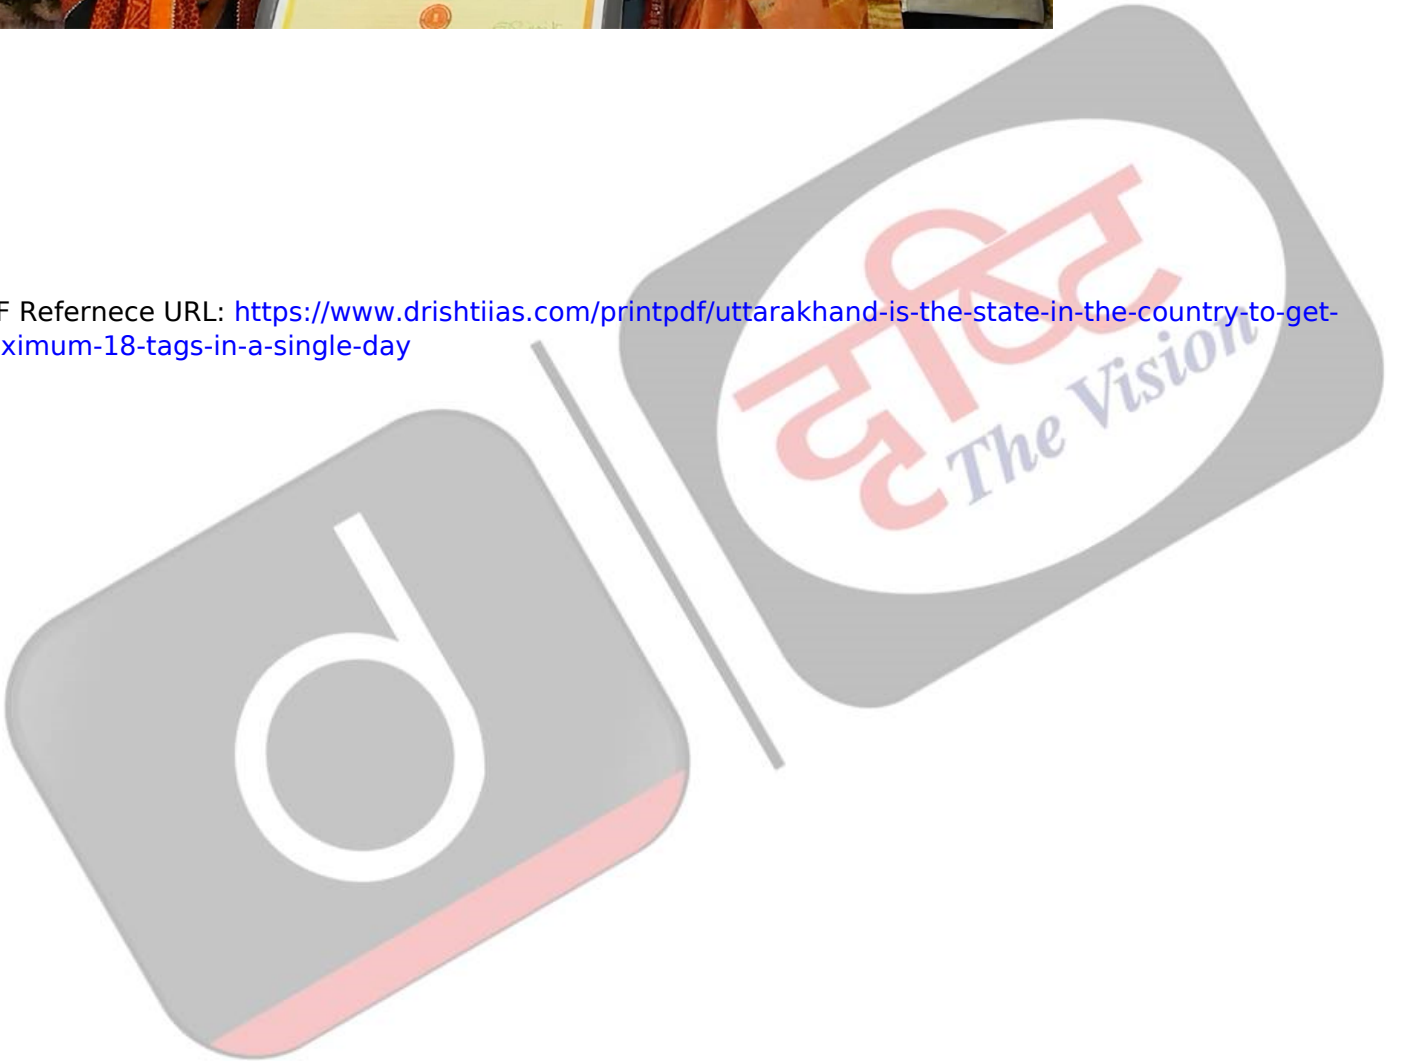 F Refernece URL: https://www.drishtiias.com/printpdf/uttarakhand-is-the-state-in-the-country-to-get-
ximum-18-tags-in-a-single-day
दृष्टि
The Vision
d